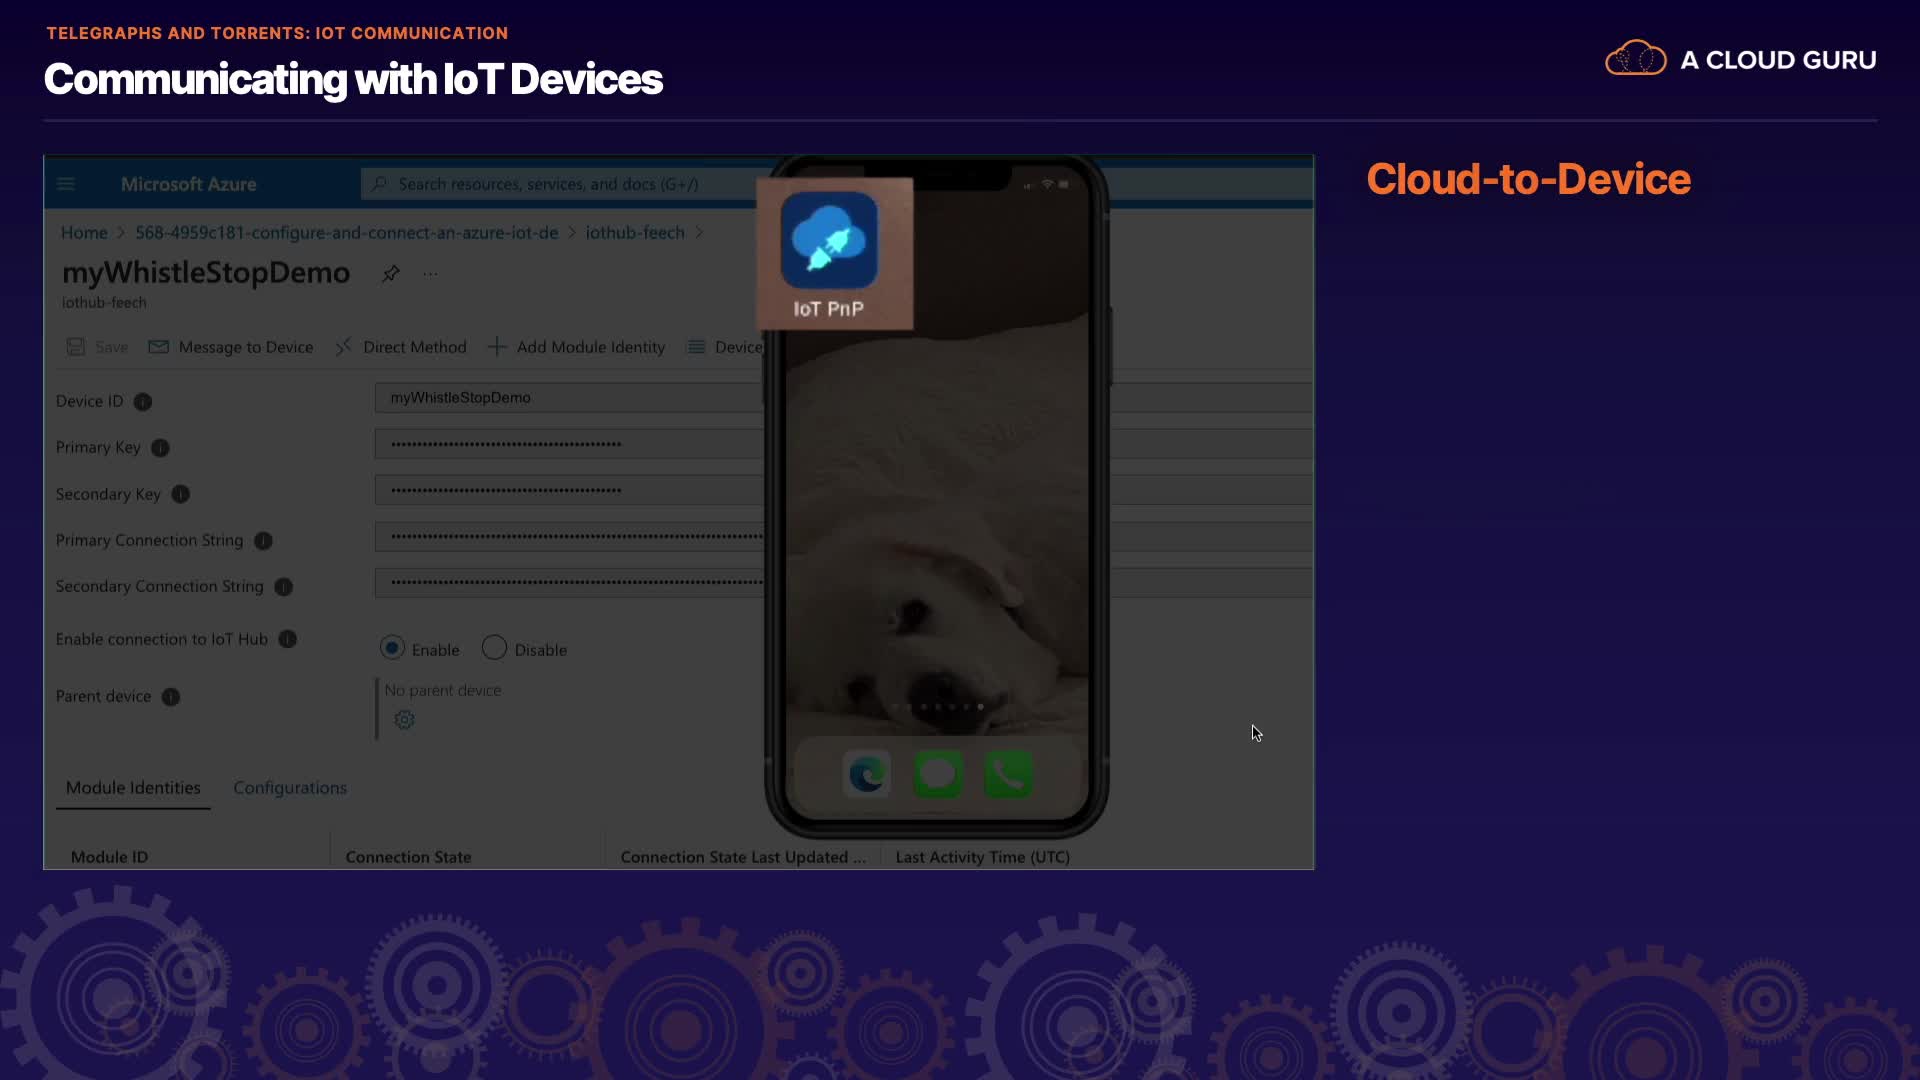 TELEGRAPHS AND TORRENTS: IOT COMMUNICATION
Communicating with IoT Devices
A CLOUD GURU
Cloud-to-Device
Microsoft Azure
Search resources, services, and docs (G+/)
Home > 568-4959c181-configure-and-connect-an-azure-iot-de > iothub-feech >
myWhistleStopDemo
...
iothub-feech
IoT PnP
Save
Message to Device
Direct Method
Add Module Identity
Device
Device ID
myWhistleStopDemo
Primary Key
Secondary Key
Primary Connection String
Secondary Connection String
Enable connection to IoT Hub
Enable
Disable
Parent device
No parent device
Module Identities
Configurations
Module ID
Connection State
Connection State Last Updated ...
Last Activity Time (UTC)